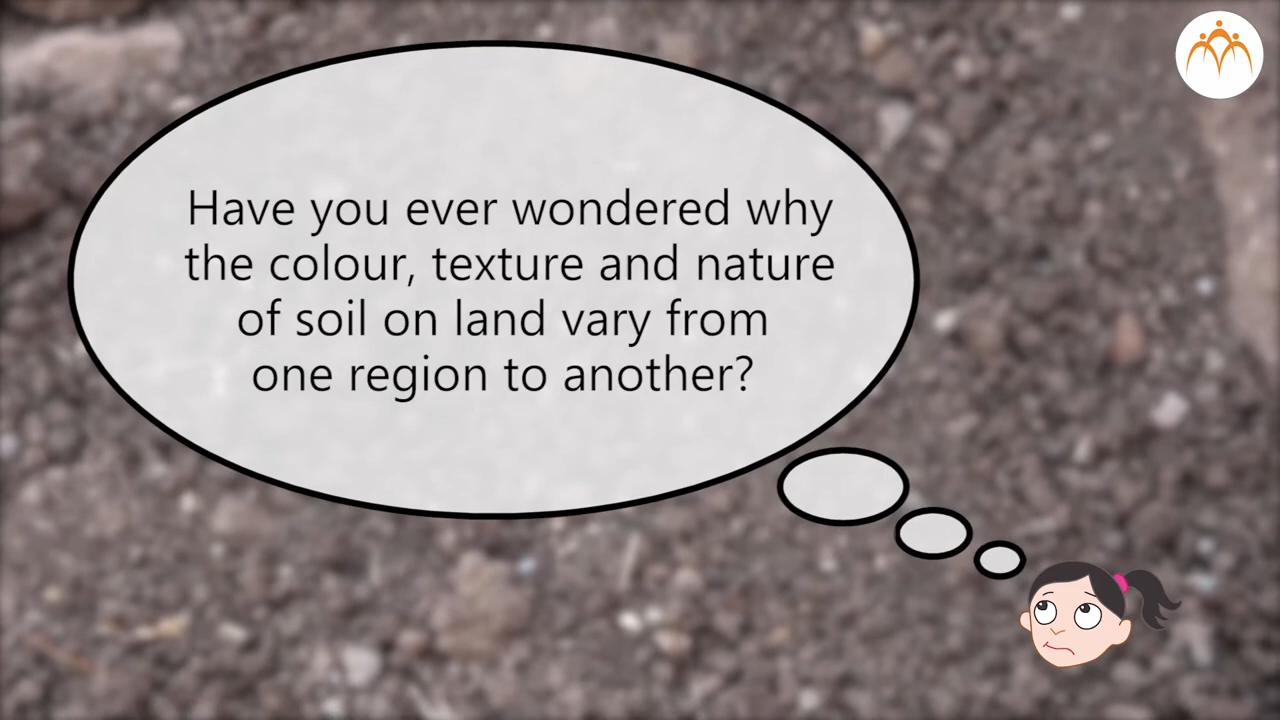 Have you ever wondered why
the colour, texture and nature
of soil on land vary from
one region to another?